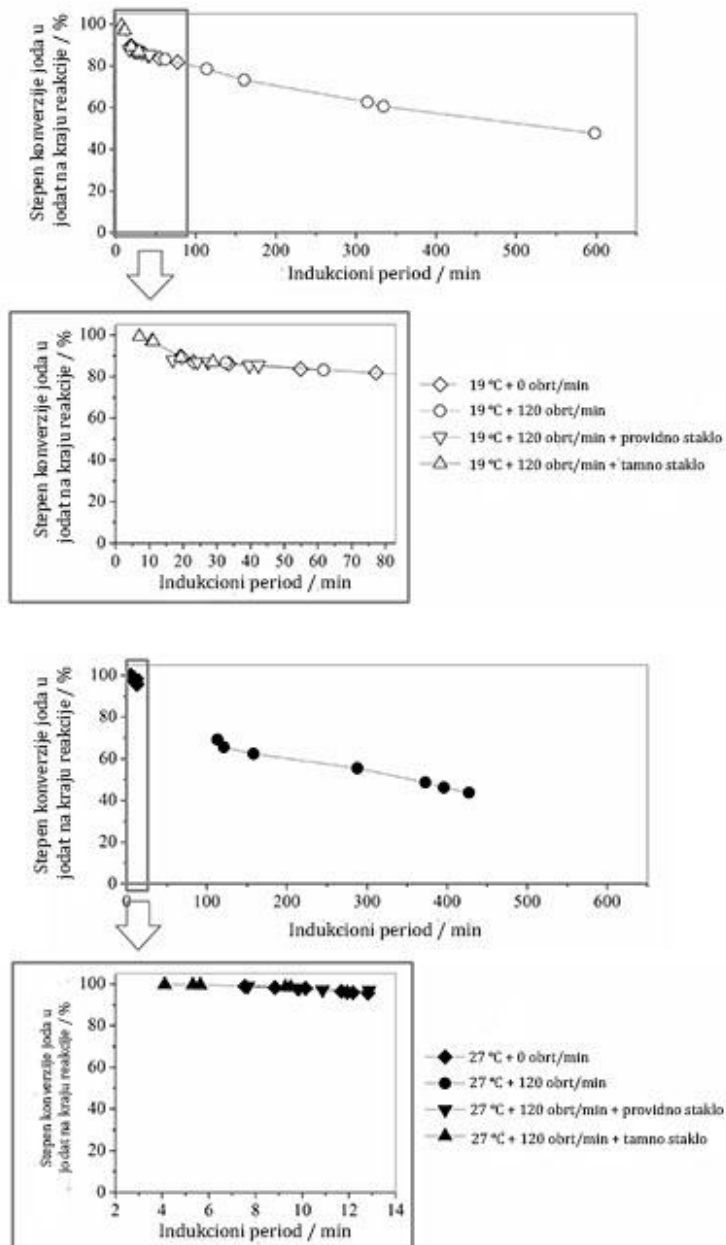 Stepen konverzije joda u
jodat na kraju reakcije / %
100
80
60
40
20
0
0 100 200 300 400 500 600
Indukcioni period / min
Stepen konverzije joda u
jodat na kraju reakcije / %
100
80
60
40
20
0
0 10 20 30 40 50 60 70 80
Indukcioni period / min
19 °C + 0 obrt/min
19 °C + 120 obrt/min
19 °C + 120 obrt/min + providno staklo
19 °C + 120 obrt/min + tamno staklo
Stepen konverzije joda u
jodat na kraju reakcije / %
100
80
60
40
20
0
0 100 200 300 400 500 600
Indukcioni period / min
Stepen konverzije joda u
jodat na kraju reakcije / %
100
80
60
40
20
0
2 4 6 8 10 12 14
Indukcioni period / min
27 °C + 0 obrt/min
27 °C + 120 obrt/min
27 °C + 120 obrt/min + providno staklo
27 °C + 120 obrt/min + tamno staklo